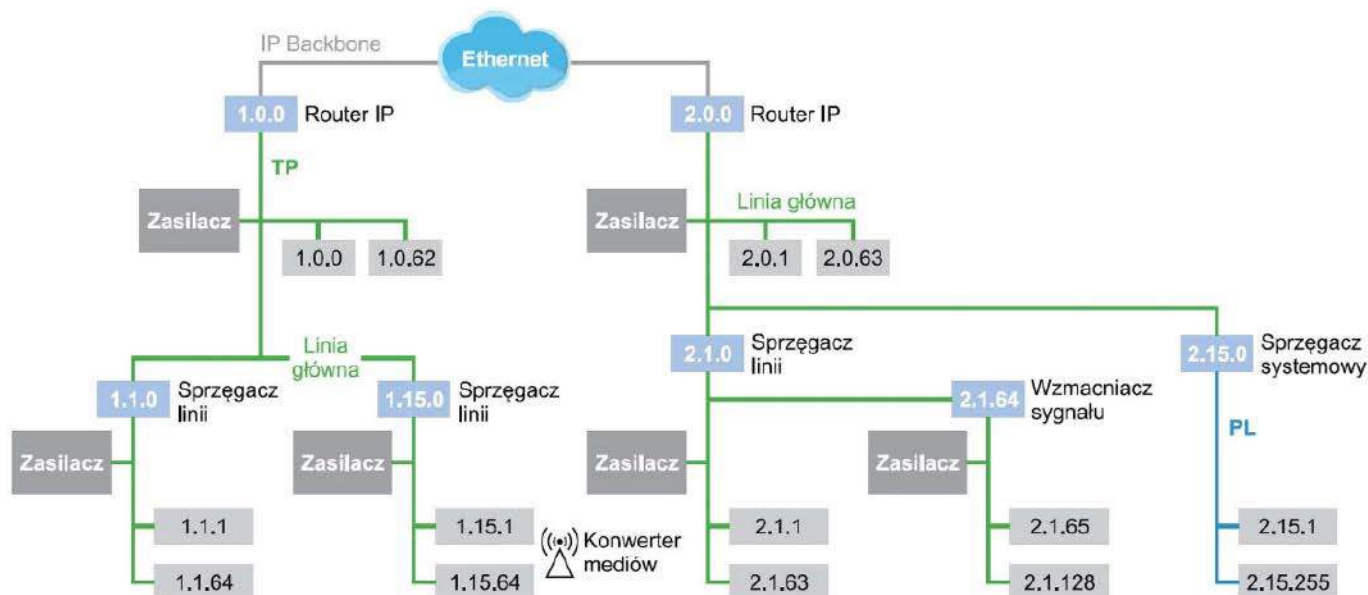 IP Backbone
Ethernet
1.0.0 Router IP
2.0.0 Router IP
TP
Zasilacz
Zasilacz
Linia główna
1.0.0
1.0.62
2.0.1
2.0.63
Linia
główna
1.1.0
Sprzęgacz
linii
1.15.0
Sprzęgacz
linii
2.1.0
Sprzęgacz
linii
2.15.0
Sprzęgacz
systemowy
2.1.64
Wzmacniacz
sygnału
PL
Zasilacz
Zasilacz
Zasilacz
Zasilacz
1.1.1
1.15.1
Konwerter
mediów
2.1.1
2.1.65
2.15.1
1.1.64
1.15.64
2.1.63
2.1.128
2.15.255